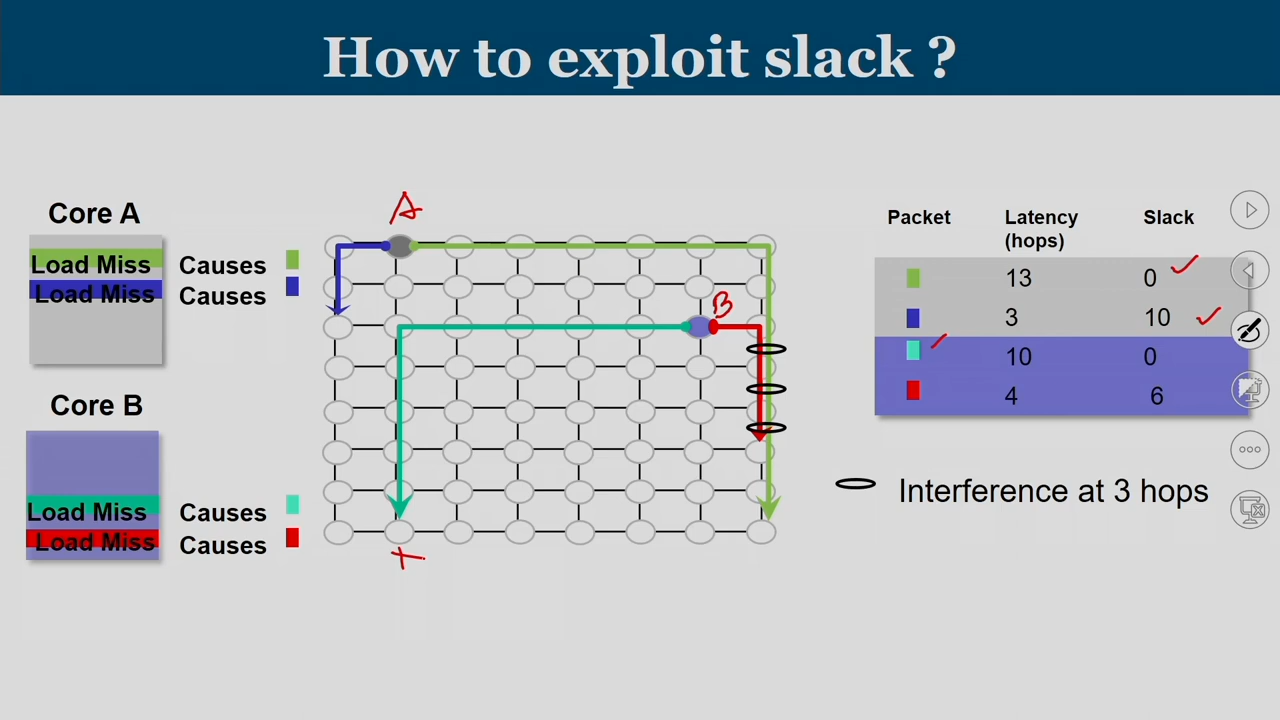 How to exploit slack ?
A
Core A
Load Miss Causes
Load Miss Causes
Core B
Load Miss Causes
Load Miss Causes
B
X
Packet Latency (hops) Slack
13 0
3 10
10 0
4 6
Interference at 3 hops